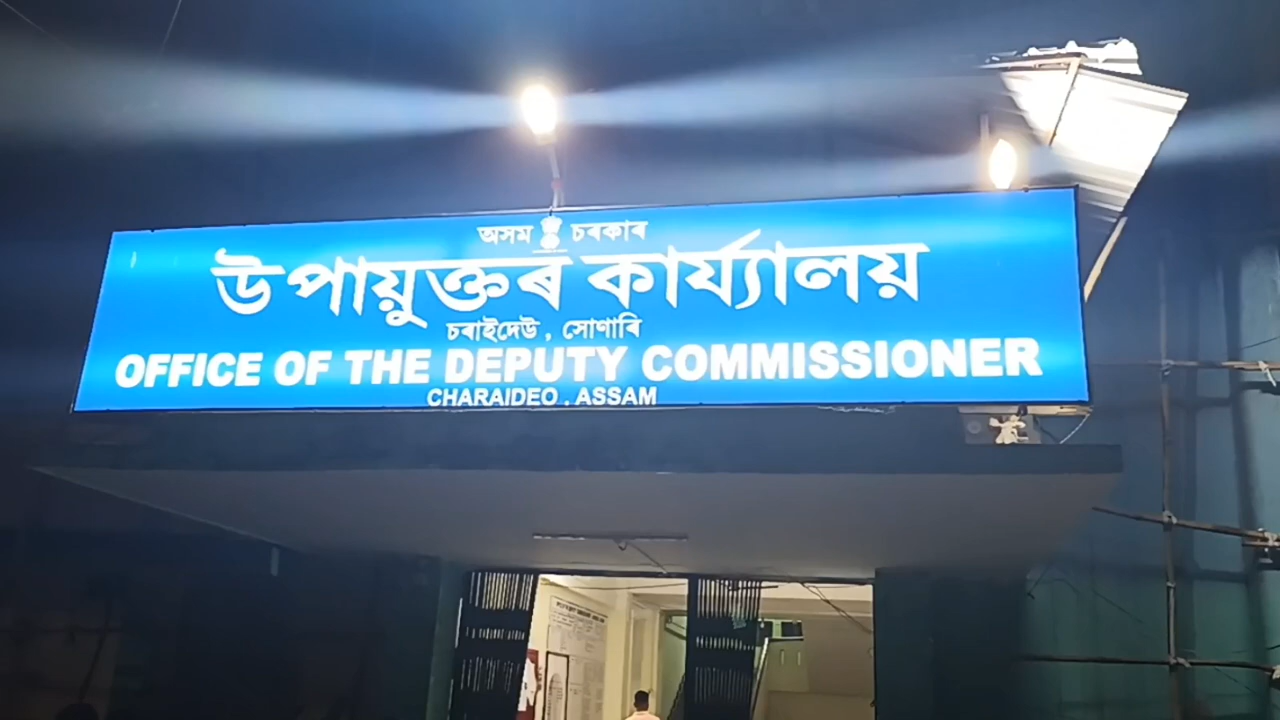 অসম চৰকাৰ
উপায়ুক্তৰ কাৰ্য্যালয়
চৰাইদেউ , সোণাৰি
OFFICE OF THE DEPUTY COMMISSIONER
CHARAIDEO , ASSAM